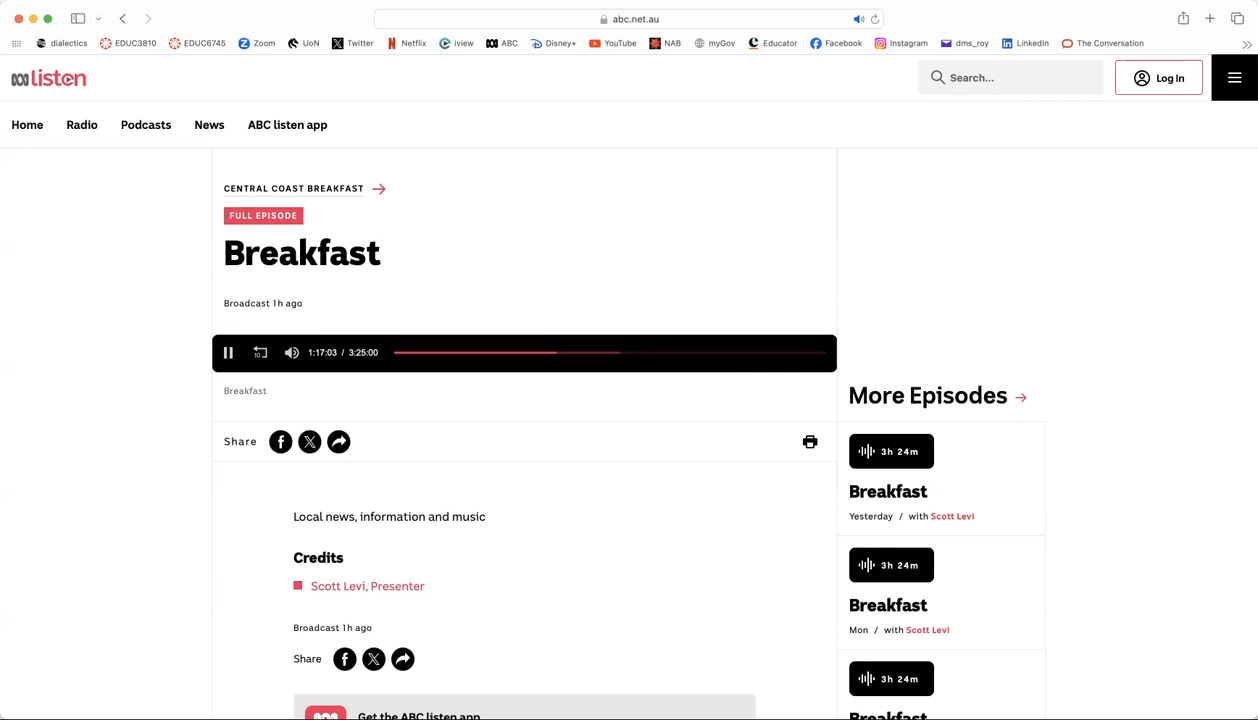 abc.net.au
dialectics EDUC3810 EDUC6745 Zoom UoN Twitter Netflix iview ABC Disney+ YouTube NAB myGov Educator Facebook Instagram dms_roy LinkedIn The Conversation
listen
Search...
Log In
Home Radio Podcasts News ABC listen app
CENTRAL COAST BREAKFAST
FULL EPISODE
Breakfast
Broadcast 1h ago
10 1:17:03 / 3:25:00
Breakfast
Share
Local news, information and music
Credits
Scott Levi, Presenter
Broadcast 1h ago
Share
Get the ABC listen app
More Episodes
3h 24m
Breakfast
Yesterday / with Scott Levi
3h 24m
Breakfast
Mon / with Scott Levi
3h 24m
Breakfast